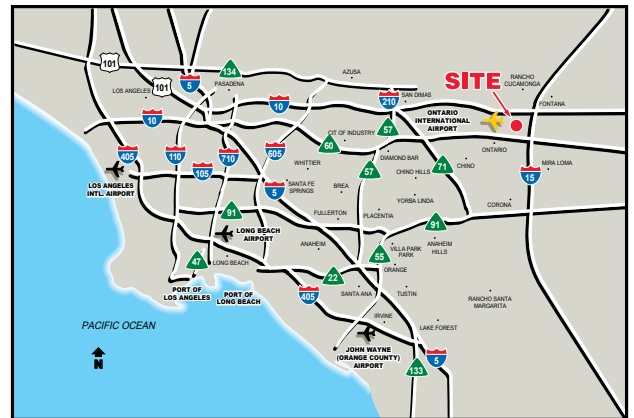 101
134
AZUSA
SITE
RANCHO
CUCAMONGA
5
PASADENA
101
LOS ANGELES
210
SAN DIMAS
FONTANA
10
10
ONTARIO
INTERNATIONAL
AIRPORT
CIT OF INDUSTRY
57
60
ONTARIO
405
110
710
605
DIAMOND BAR
WHITTIER
CHINO
71
MIRA LOMA
105
57
CHINO HILLS
15
LOS ANGELES
INTL. AIRPORT
SANTA FE
SPRINGS
5
BREA
YORBA LINDA
CORONA
91
FULLERTON
PLACENTIA
91
LONG BEACH
AIRPORT
ANAHEIM
VILLA PARK
PARK
ANAHEIM
HILLS
55
47
LONG BEACH
ORANGE
22
PORT OF
LOS ANGELES
PORT OF
LONG BEACH
405
SANTA ANA
TUSTIN
RANCHO SANTA
MARGARITA
IRVINE
PACIFIC OCEAN
LAKE FOREST
N
JOHN WAYNE
(ORANGE COUNTY)
AIRPORT
5
133